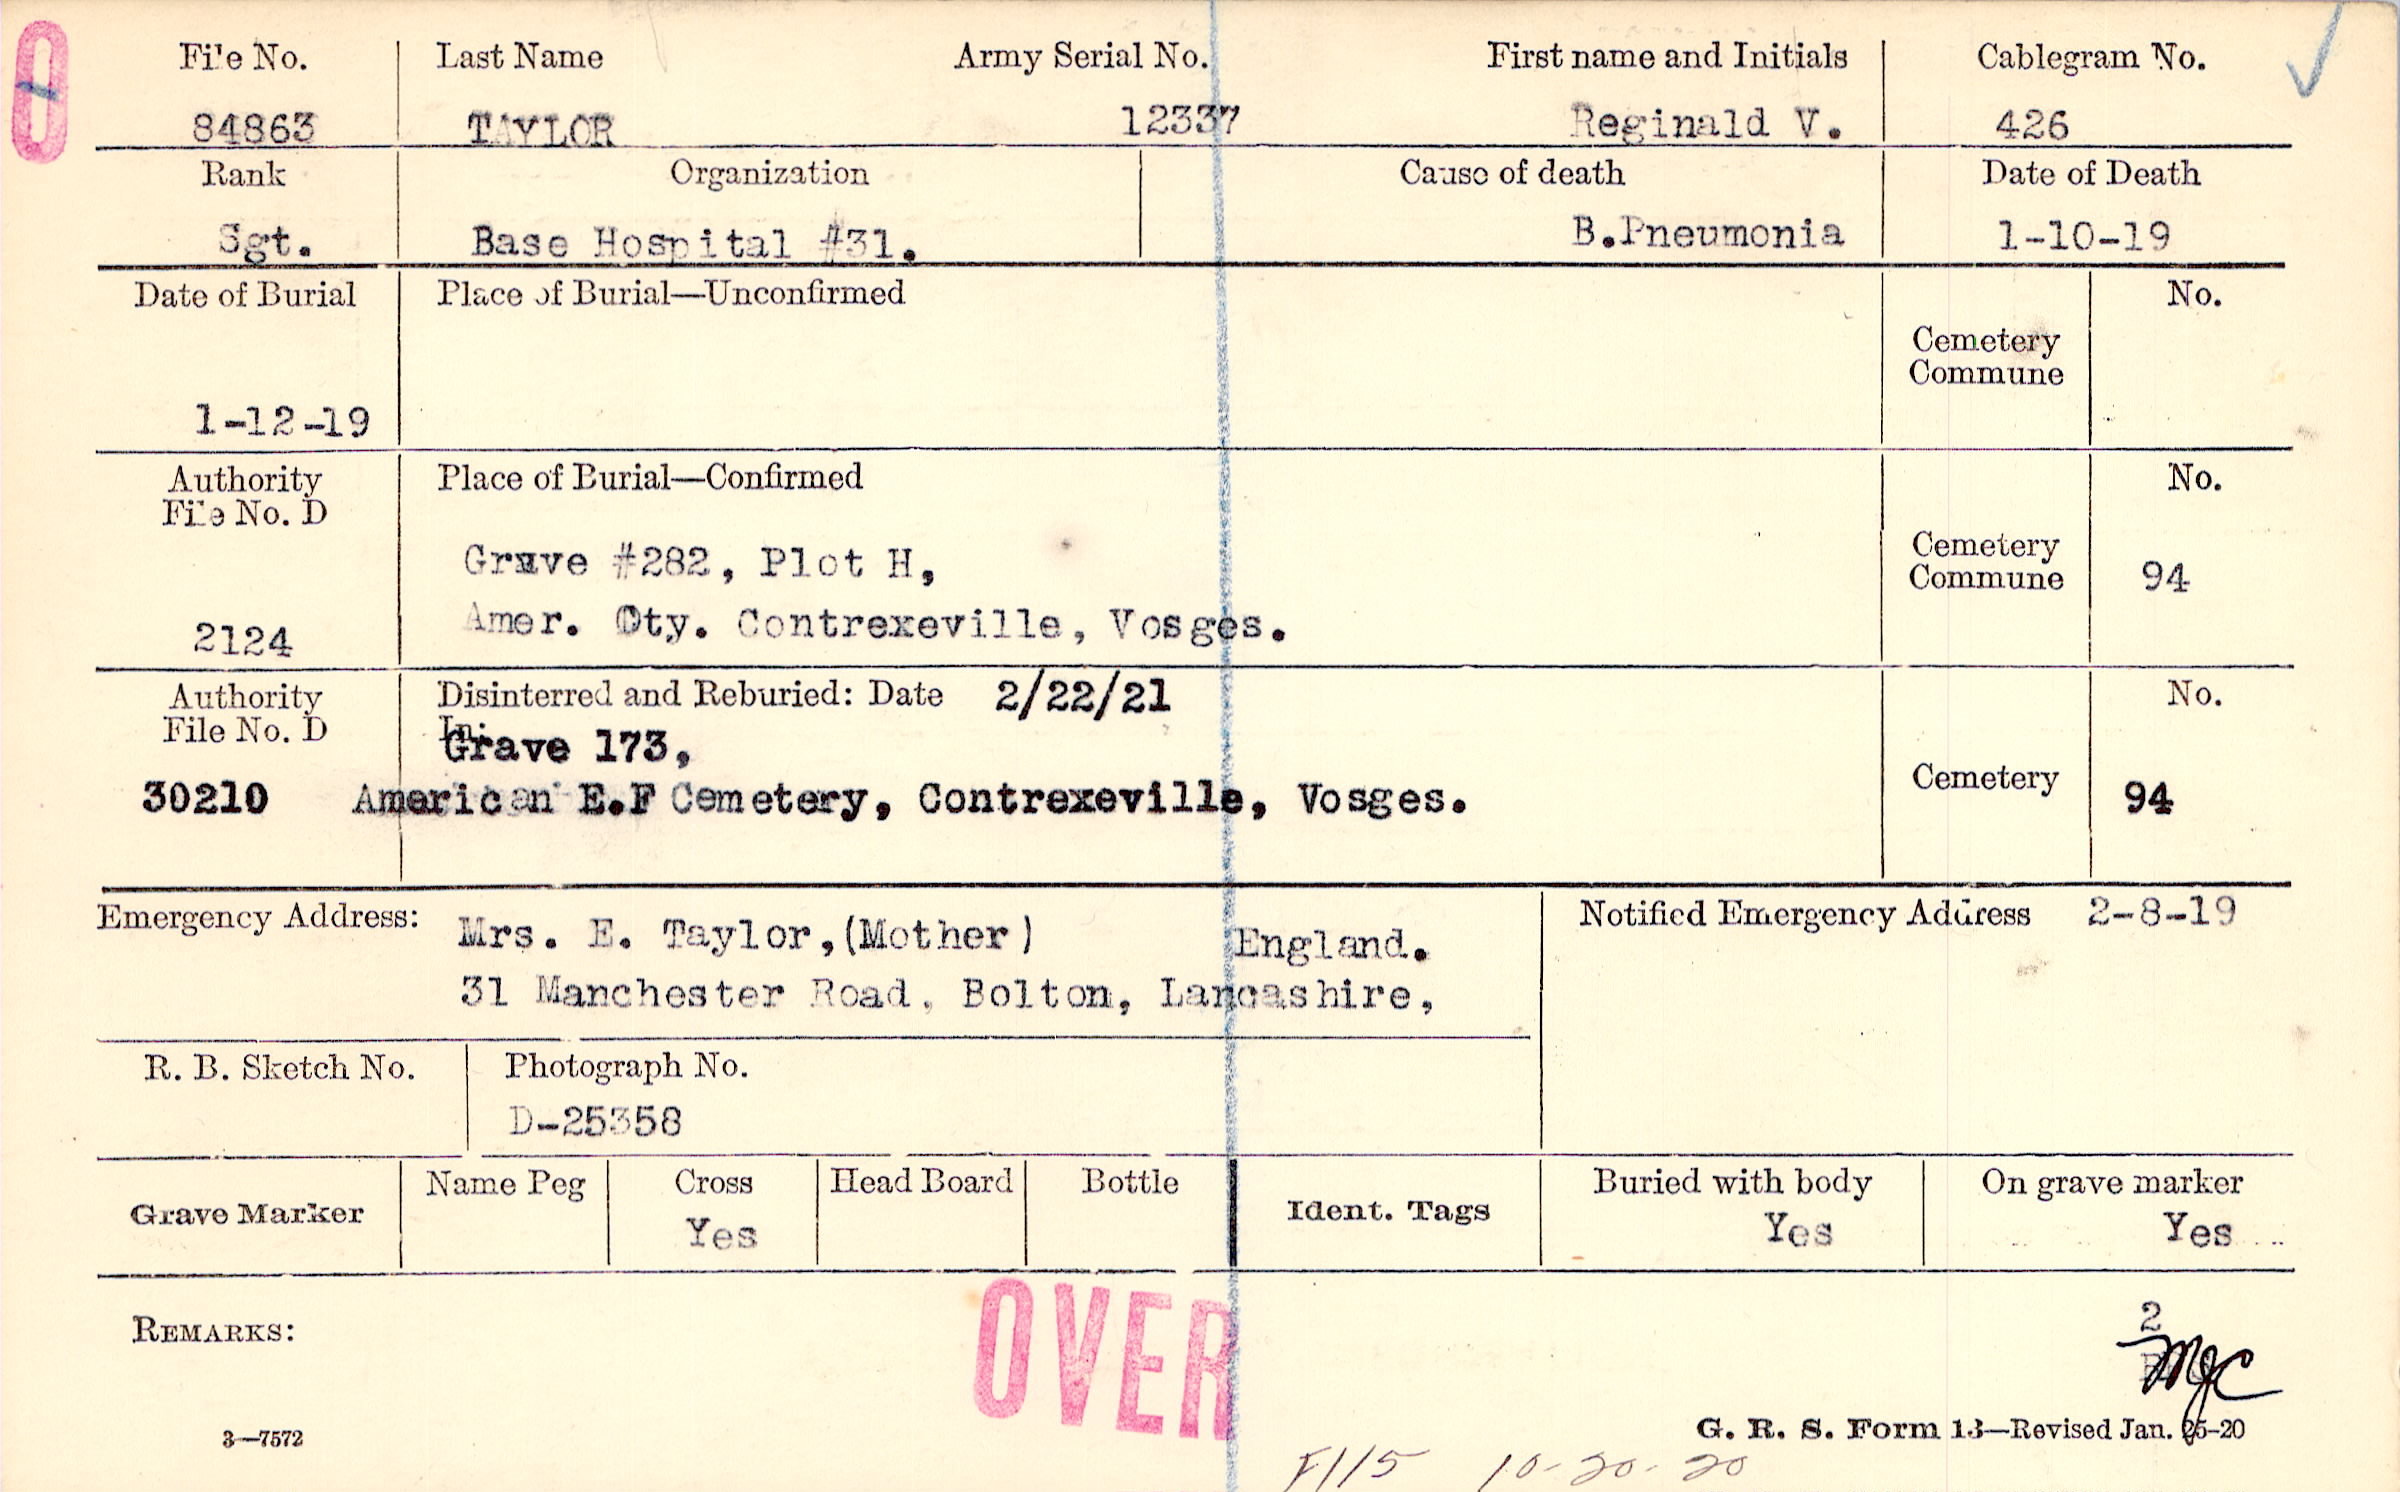 0
File No. Last Name Army Serial No. First name and Initials Cablegram No.
84863 TAYLOR 12337 Reginald V. 426
Rank Organization Cause of death Date of Death
Sgt. Base Hospital #31. B.Pneumonia 1-10-19
Date of Burial Place of Burial—Unconfirmed No.
Cemetery
Commune
1-12-19
Authority Place of Burial—Confirmed No.
File No. D
Grave #282, Plot H, Cemetery
Commune 94
2124 Amer. Cty. Contrexeville, Vosges.
Authority Disinterred and Reburied: Date 2/22/21 No.
File No. D In:
Grave 173,
30210 American E.F Cemetery, Contrexeville, Vosges. Cemetery 94
Emergency Address: Mrs. E. Taylor,(Mother) England. Notified Emergency Address 2-8-19
31 Manchester Road, Bolton, Lancashire,
R. B. Sketch No. Photograph No.
D-25358
Grave Marker Name Peg Cross Head Board Bottle Ident. Tags Buried with body On grave marker
Yes Yes Yes
OVER
REMARKS: 2
MJC
3—7572 G. R. S. Form 13—Revised Jan. 25-20
F115 10-20-20